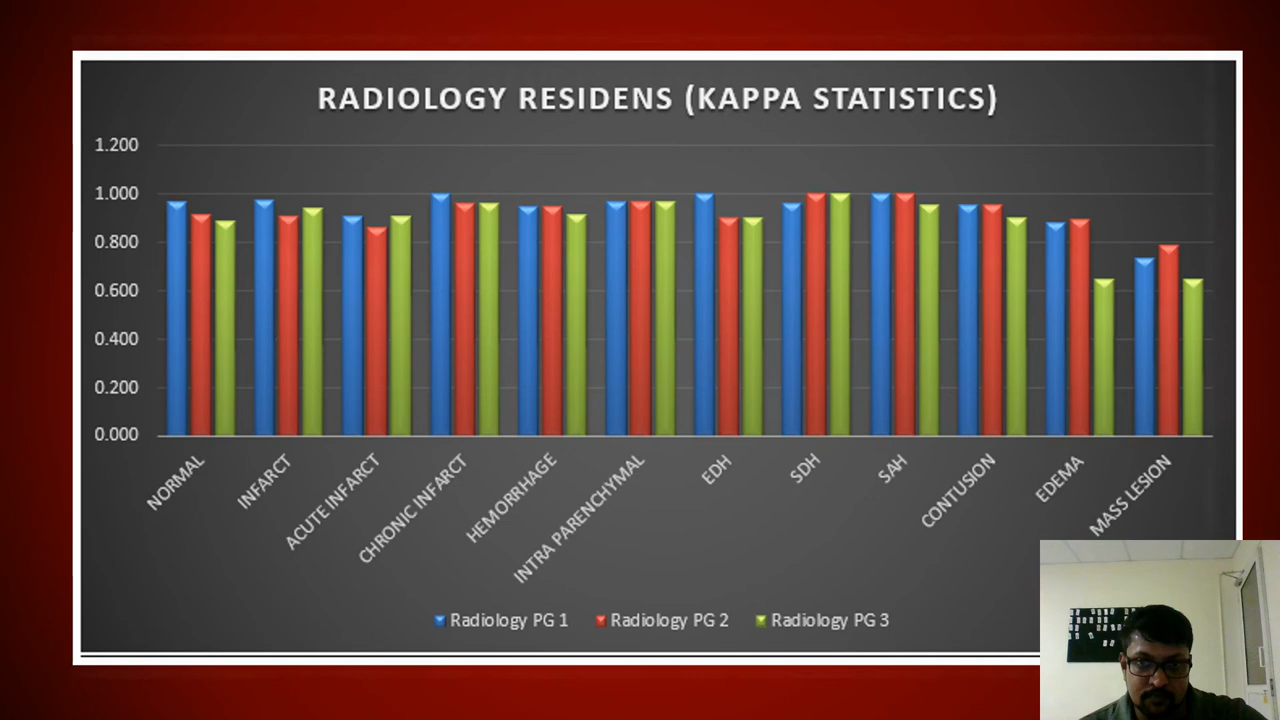 RADIOLOGY RESIDENS (KAPPA STATISTICS)
1.200
1.000
0.800
0.600
0.400
0.200
0.000
NORMAL
INFARCT
ACUTE INFARCT
CHRONIC INFARCT
HEMORRHAGE
INTRA PARENCHYMAL
EDH
SDH
SAH
CONTUSION
EDEMA
MASS LESION
Radiology PG 1
Radiology PG 2
Radiology PG 3